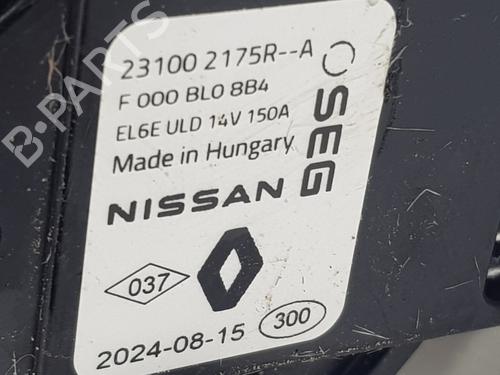 B-PARTS
23100 2175R--A
F 000 BL0 8B4
EL6E ULD 14V 150A
Made in Hungary
NISSAN
SEG
037
2024-08-15
300